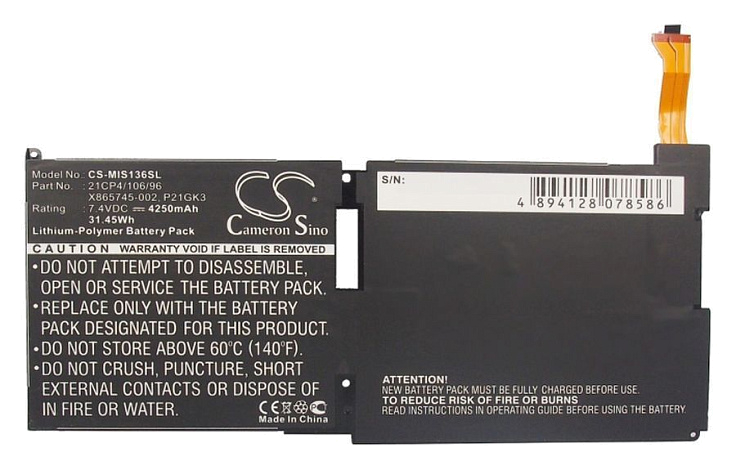 Model No. : CS-MIS136SL
Part No. : 21CP4/106/96
X865745-002, P21GK3
Rating : 7.4VDC ⎓ 4250mAh
31.45Wh
Lithium-Polymer Battery Pack
CS
Cameron Sino
CAUTION WARRANTY VOID IF SEAL IS REMOVED
•DO NOT ATTEMPT TO DISASSEMBLE,
OPEN OR SERVICE THE BATTERY PACK.
•REPLACE ONLY WITH THE BATTERY
PACK DESIGNATED FOR THIS PRODUCT.
•DO NOT STORE ABOVE 60°C (140°F).
•DO NOT CRUSH, PUNCTURE, SHORT
EXTERNAL CONTACTS OR DISPOSE OF
IN FIRE OR WATER.
CE FC
Made In China
S/N:
4 894128 078586
ATTENTION!
NEW BATTERY PACK MUST BE FULLY CHARGED BEFORE USE
TO REDUCE RISK OF FIRE OR BURNS
READ INSTRUCTIONS IN OPERATING GUIDE BEFORE USING THE BATTERY